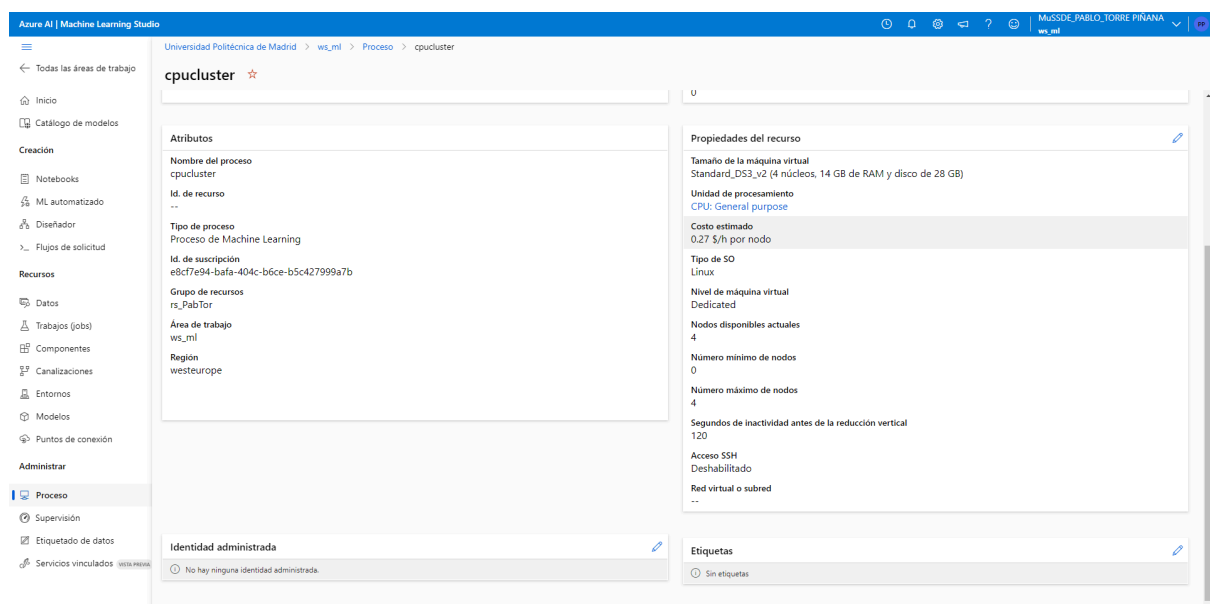 Azure AI | Machine Learning Studio
MuSSDE_PABLO_TORRE PIÑANA
ws_ml
PP
Universidad Politécnica de Madrid > ws_ml > Proceso > cpucluster
Todas las áreas de trabajo
cpucluster
Inicio
Catálogo de modelos
Creación
Notebooks
ML automatizado
Diseñador
Flujos de solicitud
Recursos
Datos
Trabajos (jobs)
Componentes
Canalizaciones
Entornos
Modelos
Puntos de conexión
Administrar
Proceso
Supervisión
Etiquetado de datos
Servicios vinculados VISTA PREVIA
0
Atributos
Nombre del proceso
cpucluster
Id. de recurso
--
Tipo de proceso
Proceso de Machine Learning
Id. de suscripción
e8cf7e94-bafa-404c-b6ce-b5c427999a7b
Grupo de recursos
rs_PabTor
Área de trabajo
ws_ml
Región
westeurope
Propiedades del recurso
Tamaño de la máquina virtual
Standard_DS3_v2 (4 núcleos, 14 GB de RAM y disco de 28 GB)
Unidad de procesamiento
CPU: General purpose
Costo estimado
0.27 $/h por nodo
Tipo de SO
Linux
Nivel de máquina virtual
Dedicated
Nodos disponibles actuales
4
Número mínimo de nodos
0
Número máximo de nodos
4
Segundos de inactividad antes de la reducción vertical
120
Acceso SSH
Deshabilitado
Red virtual o subred
--
Identidad administrada
No hay ninguna identidad administrada.
Etiquetas
Sin etiquetas